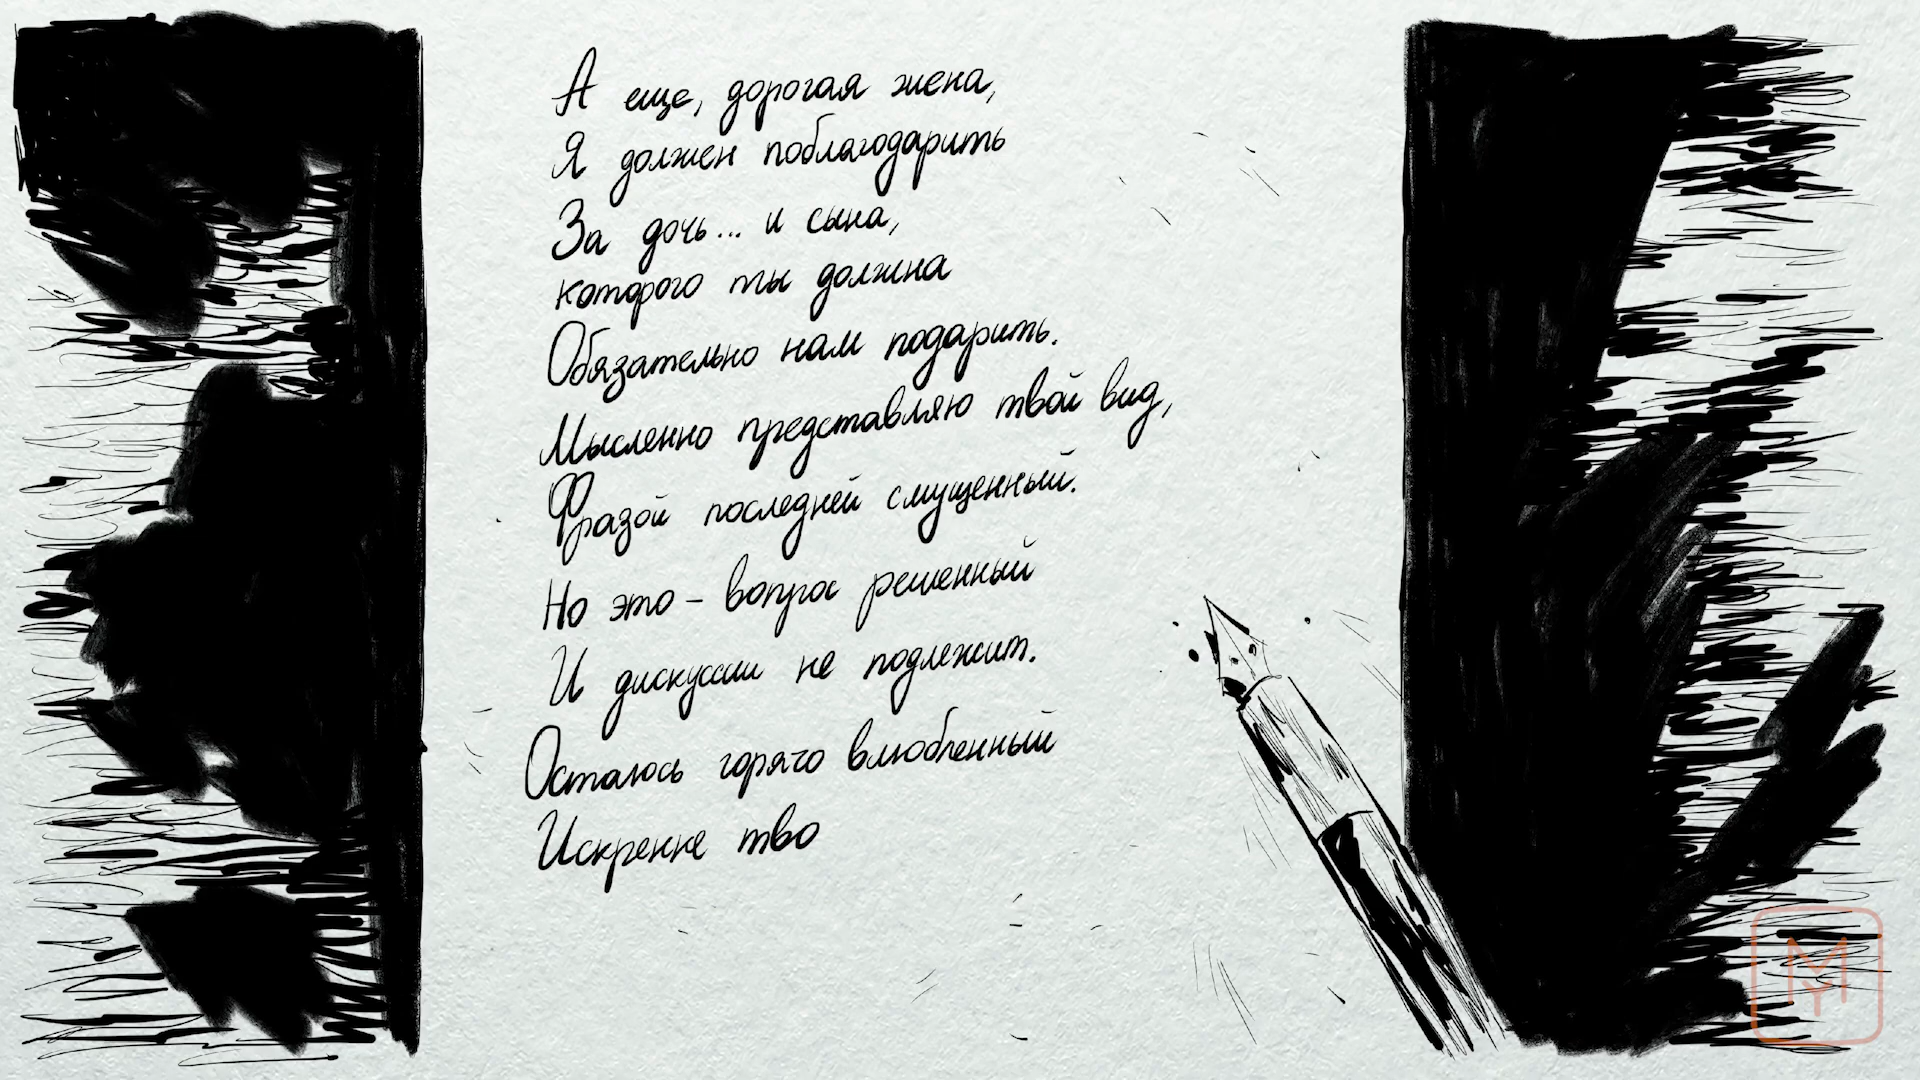 А еще, дорогая жена,
Я должен поблагодарить
За дочь... и сына,
которого ты должна
Обязательно нам подарить.
Мысленно представляю твой вид,
Фразой последней смущенный.
Но это - вопрос решенный
И дискуссии не подлежит.
Остаюсь горячо влюбленный
Искренне тво
MY